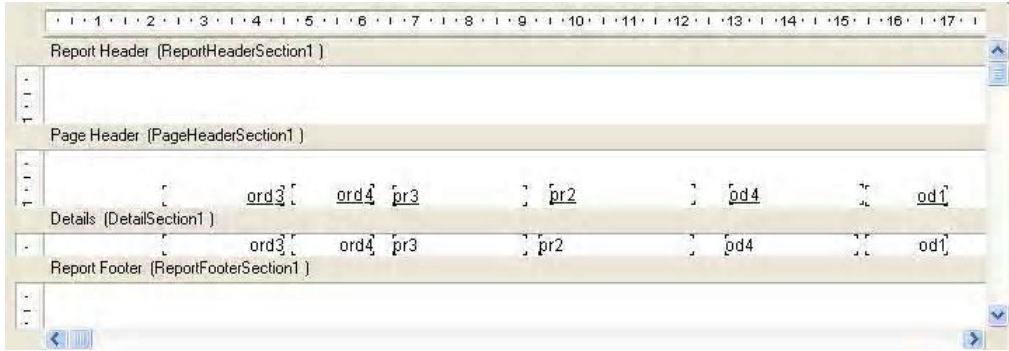 1 2 3 4 5 6 7 8 9 10 11 12 13 14 15 16 17
Report Header (ReportHeaderSection1 )
Page Header (PageHeaderSection1 )
ord3 ord4 pr3 pr2 od4 od1
Details (DetailSection1 )
ord3 ord4 pr3 pr2 od4 od1
Report Footer (ReportFooterSection1 )